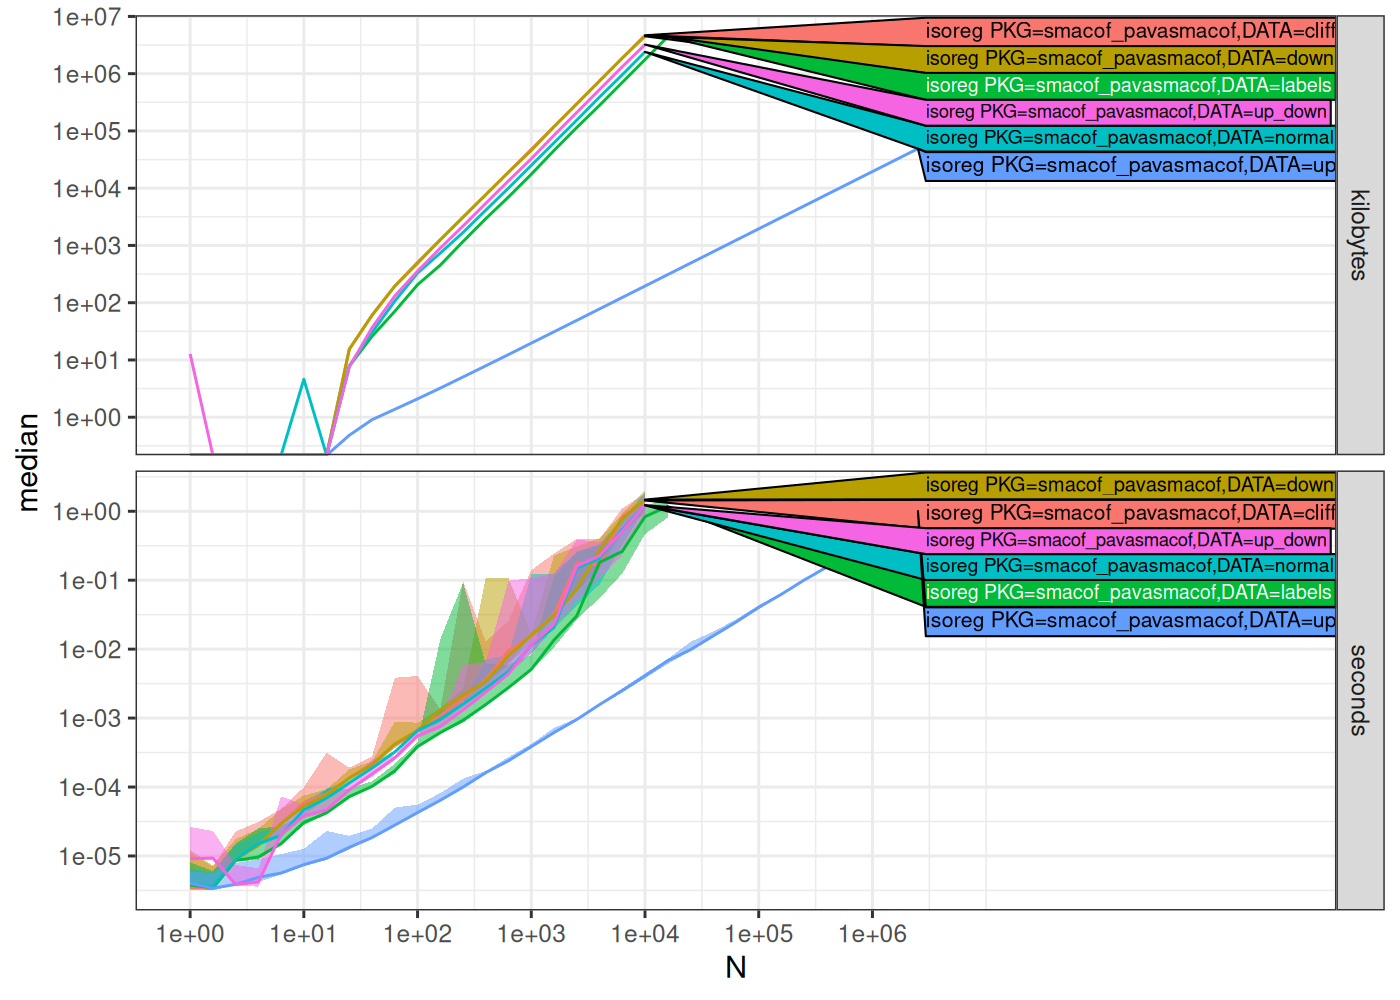 1e+07
1e+06
1e+05
1e+04
1e+03
1e+02
1e+01
1e+00
isoreg PKG=smacof_pavasmacof,DATA=cliff
isoreg PKG=smacof_pavasmacof,DATA=down
isoreg PKG=smacof_pavasmacof,DATA=labels
isoreg PKG=smacof_pavasmacof,DATA=up_down
isoreg PKG=smacof_pavasmacof,DATA=normal
isoreg PKG=smacof_pavasmacof,DATA=up
kilobytes
median
1e+00
1e-01
1e-02
1e-03
1e-04
1e-05
isoreg PKG=smacof_pavasmacof,DATA=down
isoreg PKG=smacof_pavasmacof,DATA=cliff
isoreg PKG=smacof_pavasmacof,DATA=up_down
isoreg PKG=smacof_pavasmacof,DATA=normal
isoreg PKG=smacof_pavasmacof,DATA=labels
isoreg PKG=smacof_pavasmacof,DATA=up
seconds
1e+00 1e+01 1e+02 1e+03 1e+04 1e+05 1e+06
N